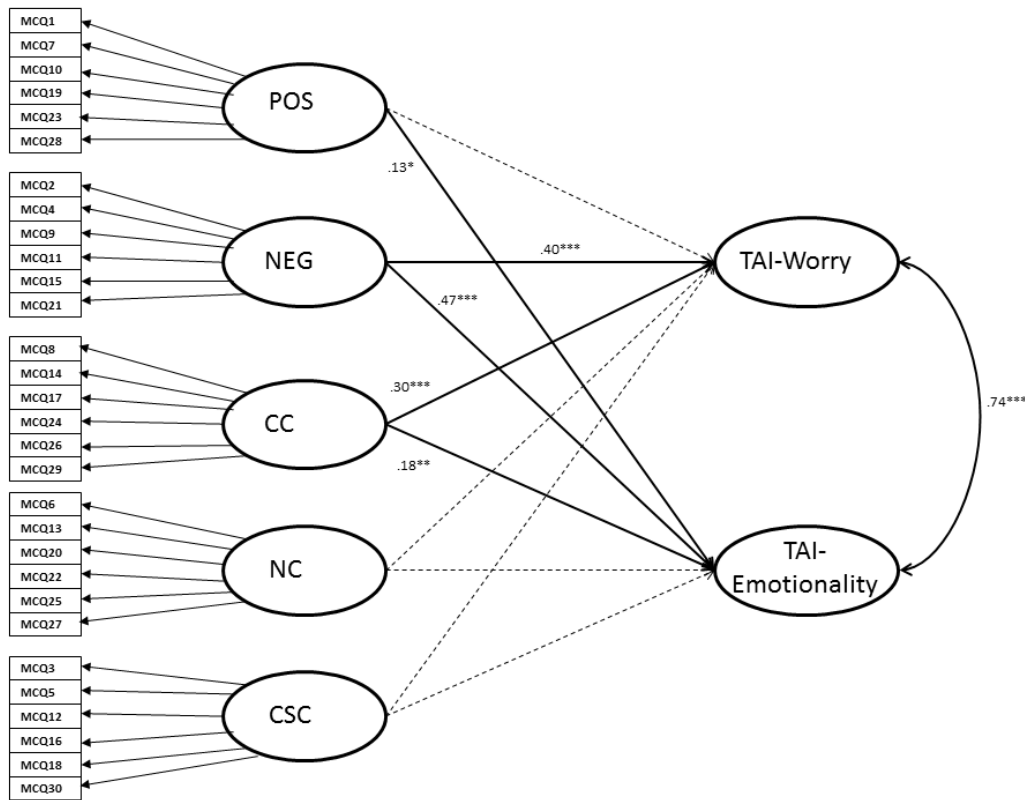 MCQ1
MCQ7
MCQ10
MCQ19
MCQ23
MCQ28
POS
.13*
MCQ2
MCQ4
MCQ9
MCQ11
MCQ15
MCQ21
NEG
.40***
.47***
TAI-Worry
MCQ8
MCQ14
MCQ17
MCQ24
MCQ26
MCQ29
CC
.30***
.18**
.74***
MCQ6
MCQ13
MCQ20
MCQ22
MCQ25
MCQ27
NC
TAI-
Emotionality
MCQ3
MCQ5
MCQ12
MCQ16
MCQ18
MCQ30
CSC